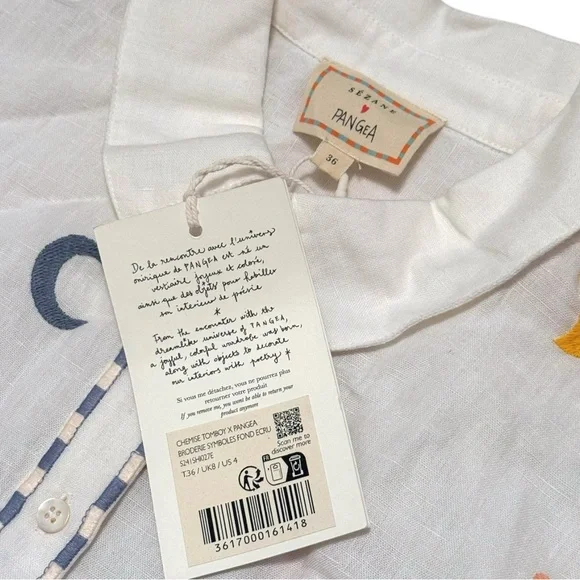 SÉZANE
PANGEA
36
De la rencontre avec l'univers
onirique de PANGEA est né un
vestiaire joyeux et coloré,
ainsi que des objets pour habiller
son interieur de poésie
*
From the encounter with the
dreamlike universe of PANGEA,
a joyful, colorful wardrobe was born,
along with objects to decorate
our interiors with poetry *
Si vous me détachez, vous ne pourrez plus
retourner votre produit
If you remove me, you wont be able to return your
product anymore
CHEMISE TOMBOY X PANGEA
BRODERIE SYMBOLES FOND ECRU
S241SHI027E
T36 / UK8 / US 4
Scan me
to discover
more
3617000161418